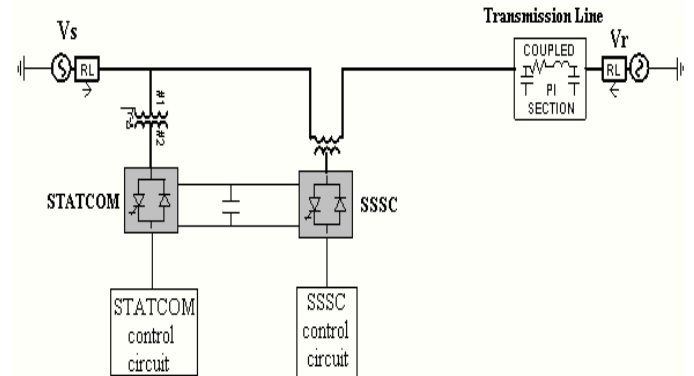 Transmission Line
Vs
Vr
RL
COUPLED
PI
SECTION
RL
#1
#2
STATCOM
SSSC
STATCOM
control
circuit
SSSC
control
circuit